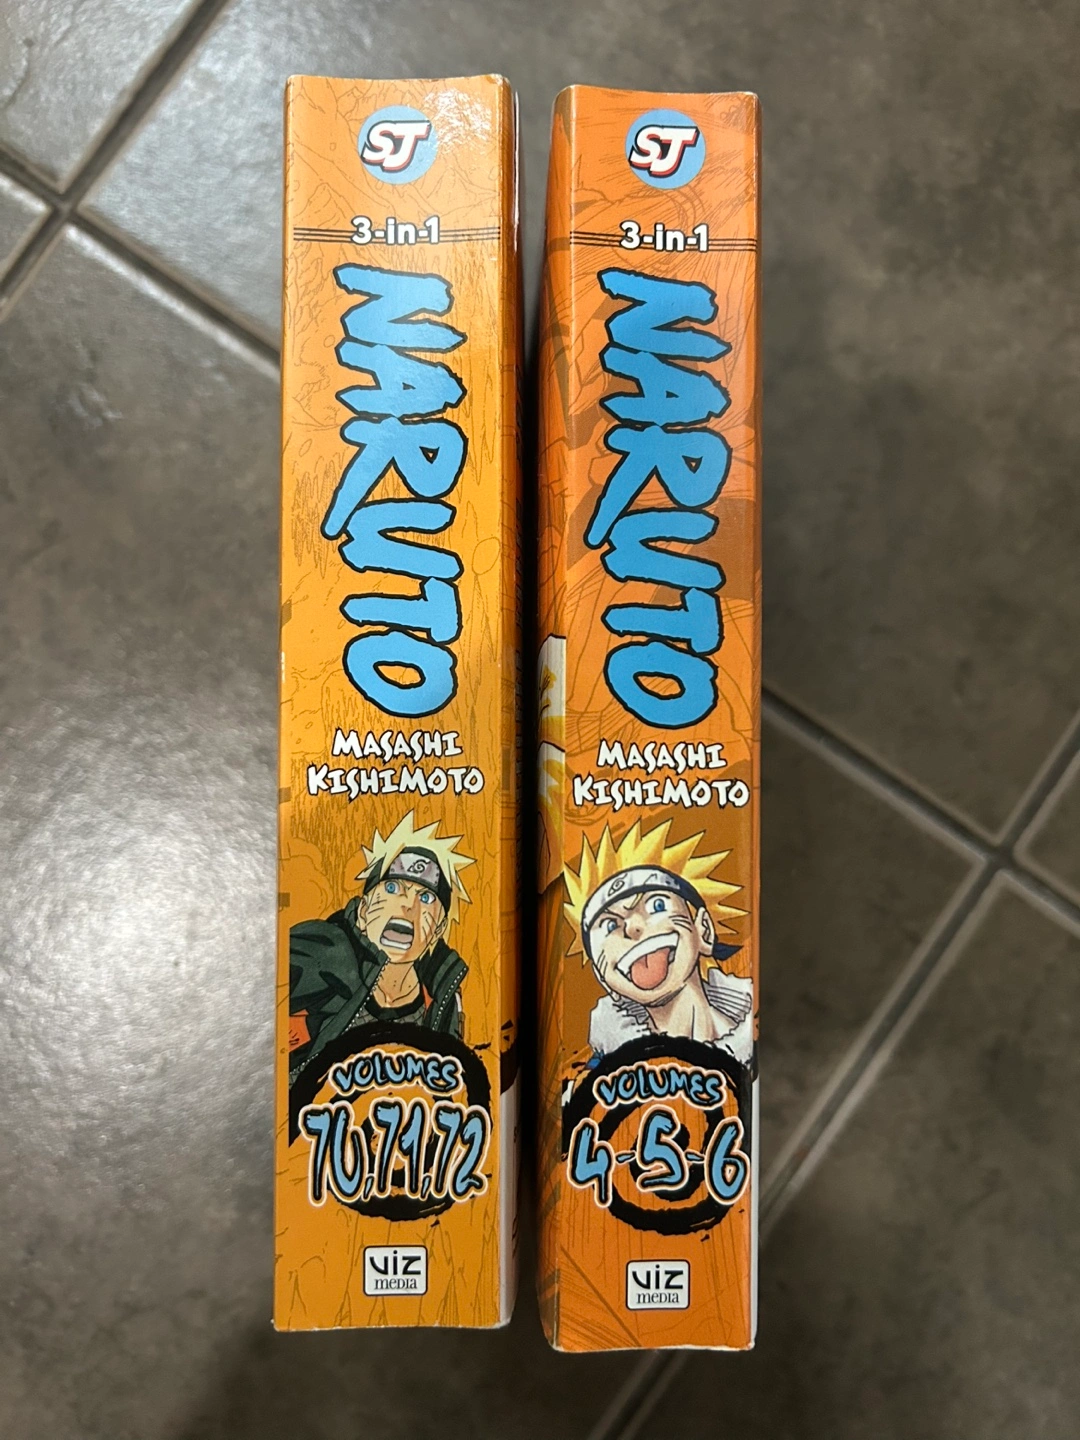 SJ
3-in-1
NARUTO
MASASHI
KISHIMOTO
VOLUMES
70,71,72
VIZ
MEDIA
SJ
3-in-1
NARUTO
MASASHI
KISHIMOTO
VOLUMES
4-5-6
VIZ
MEDIA